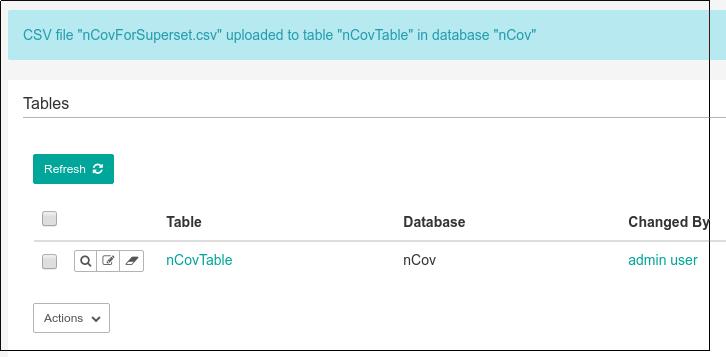 CSV file "nCovForSuperset.csv" uploaded to table "nCovTable" in database "nCov"
Tables
Refresh
Table Database Changed By
nCovTable nCov admin user
Actions